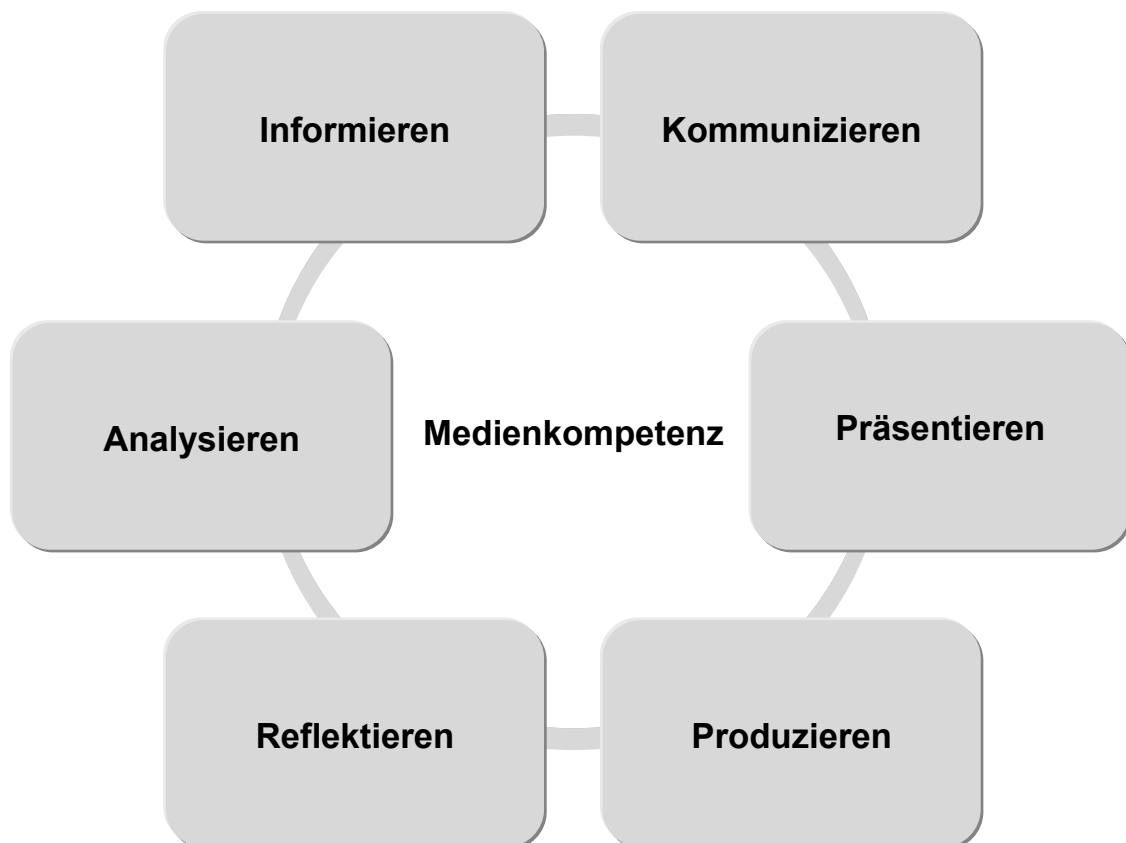 Informieren
Kommunizieren
Analysieren
Medienkompetenz
Präsentieren
Reflektieren
Produzieren